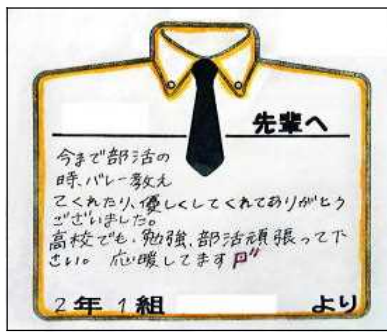 先輩へ
今まで部活の
時、バレー教え
てくれたり、優しくしてくれてありがとう
ございました。
高校でも、勉強、部活頑張って下
さい。 応暖してます
2年1組 より